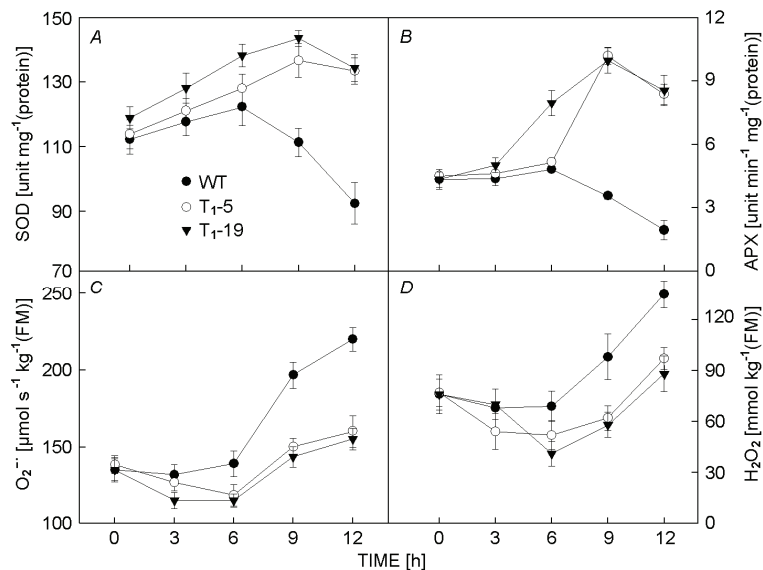 A
B
C
D
SOD [unit mg⁻¹(protein)]
150
130
110
90
70
WT
T₁-5
T₁-19
APX [unit min⁻¹ mg⁻¹(protein)]
12
9
6
3
0
O₂⁻· [µmol s⁻¹ kg⁻¹(FM)]
250
200
150
100
H₂O₂ [mmol kg⁻¹(FM)]
120
90
60
30
0
0 3 6 9 12
0 3 6 9 12
TIME [h]